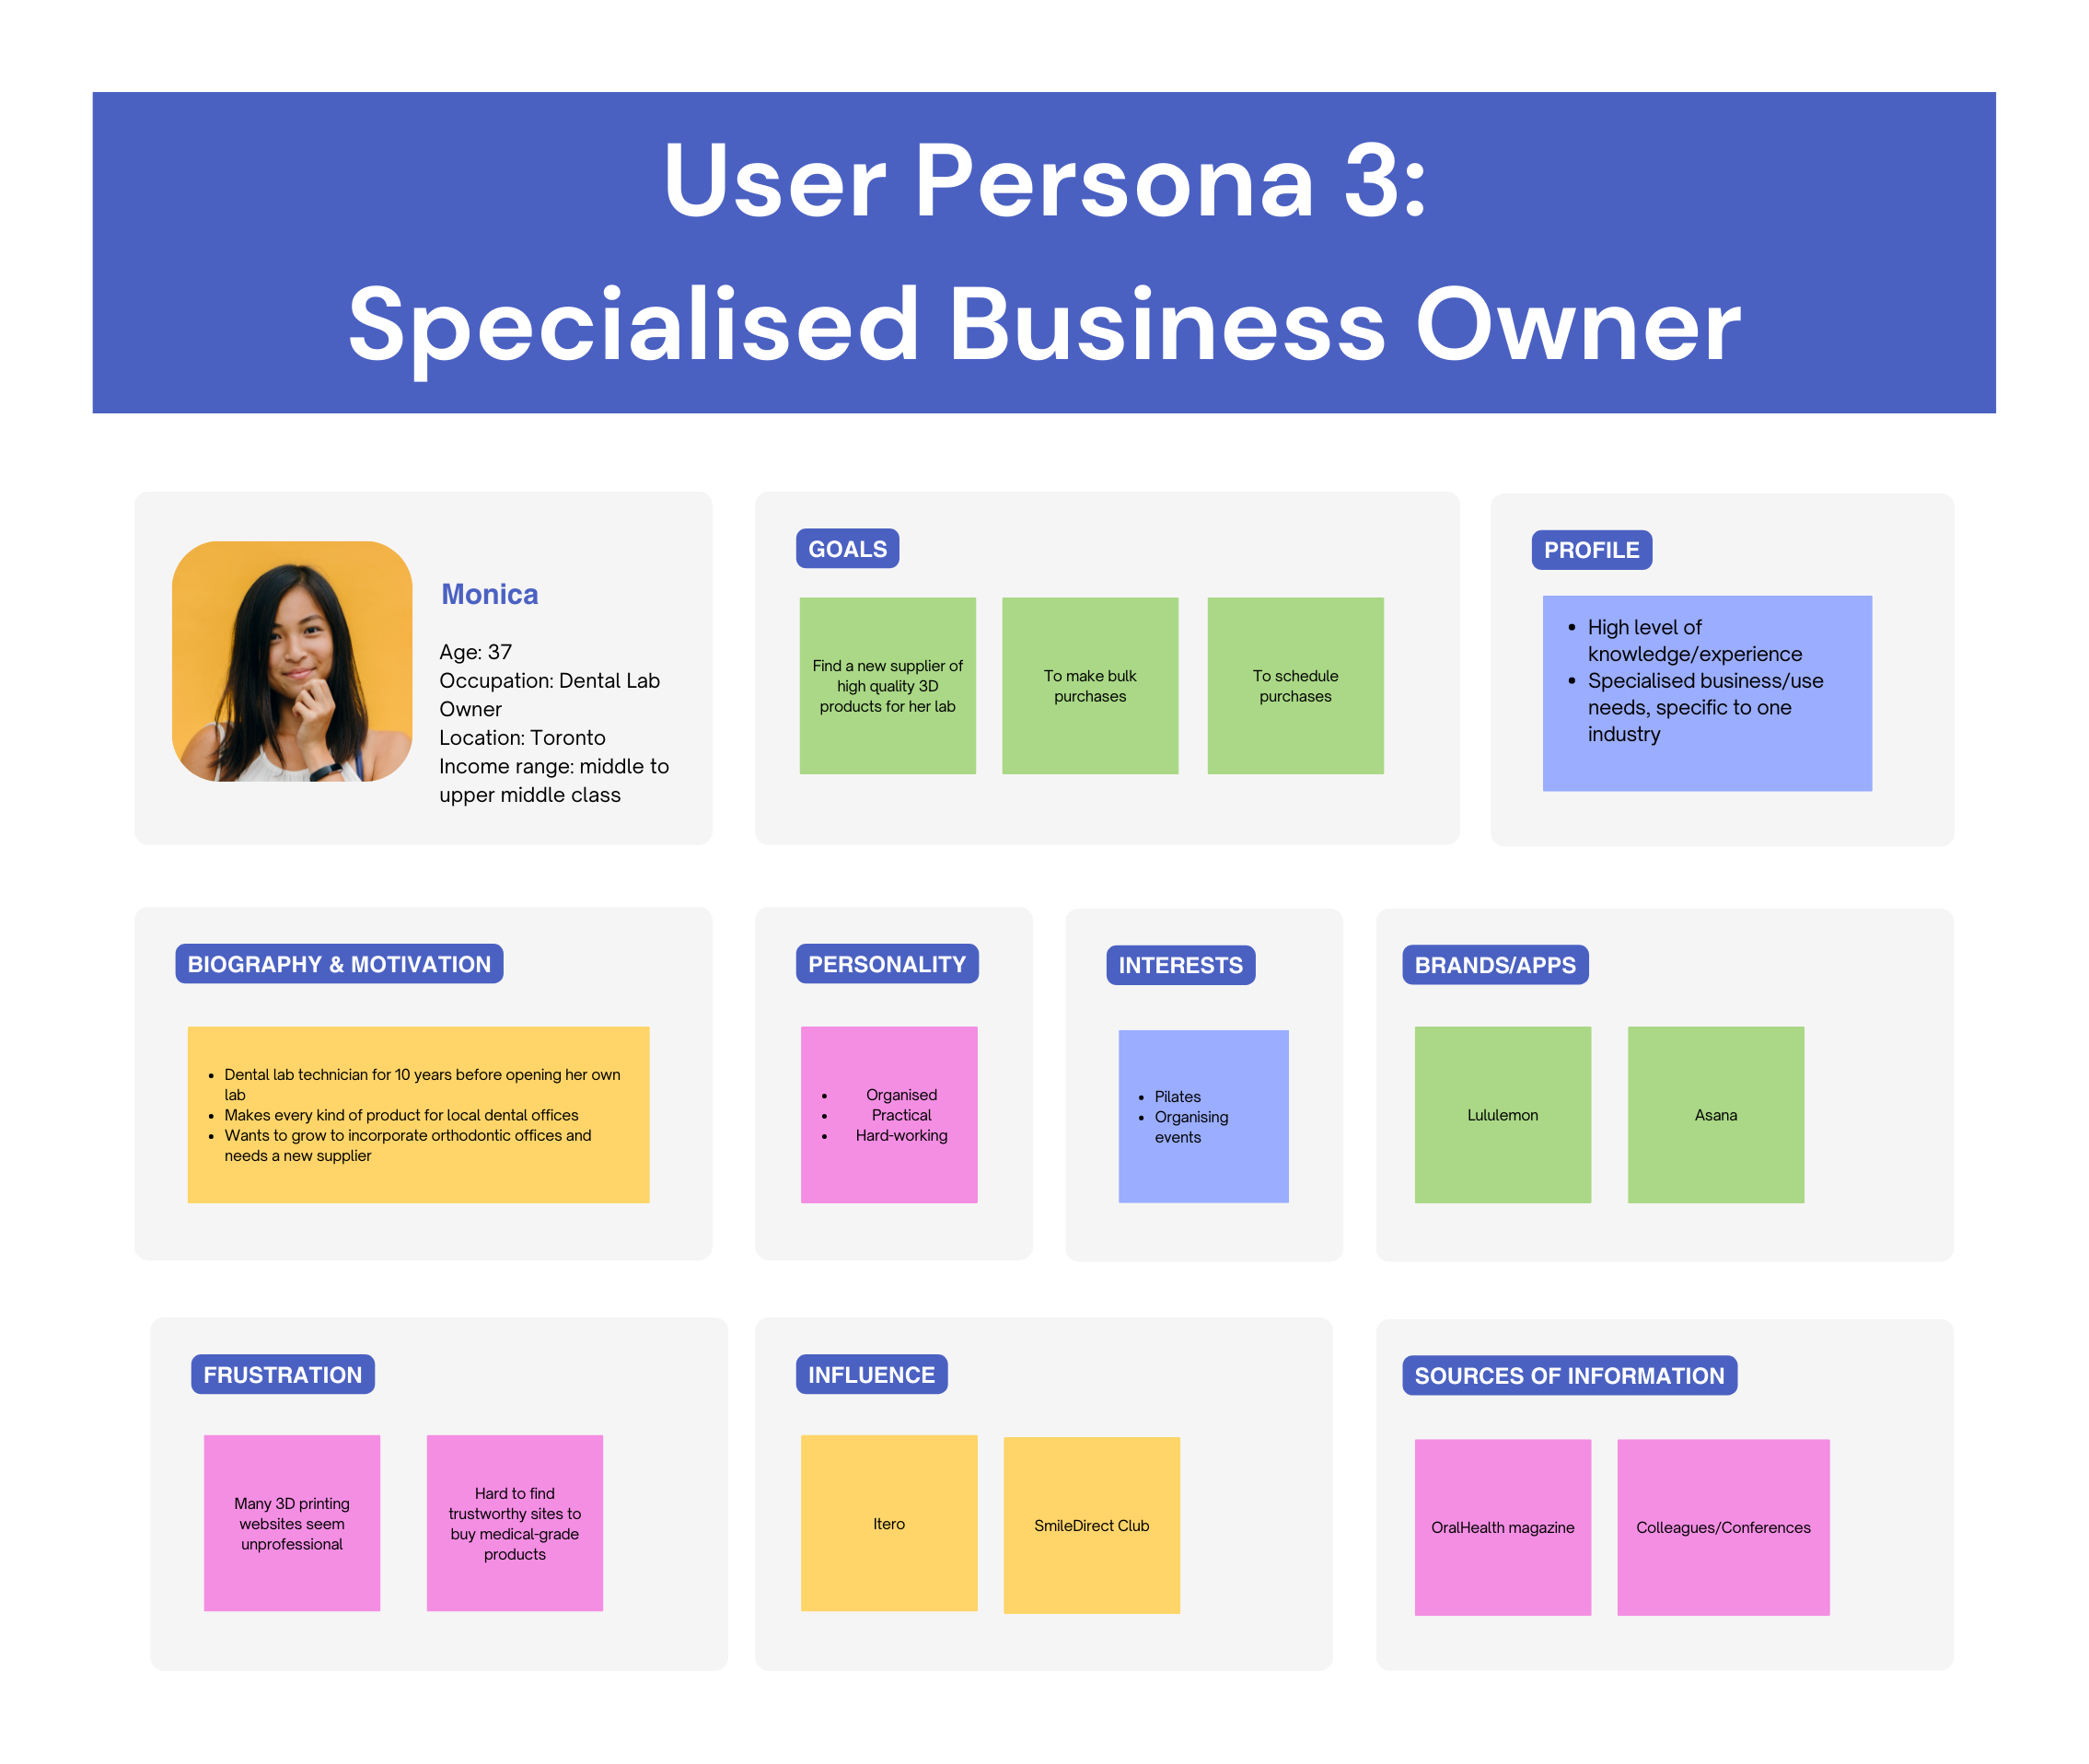 User Persona 3:
Specialised Business Owner
Monica
Age: 37
Occupation: Dental Lab
Owner
Location: Toronto
Income range: middle to
upper middle class
GOALS
Find a new supplier of
high quality 3D
products for her lab
To make bulk
purchases
To schedule
purchases
PROFILE
• High level of
knowledge/experience
• Specialised business/use
needs, specific to one
industry
BIOGRAPHY & MOTIVATION
• Dental lab technician for 10 years before opening her own
lab
• Makes every kind of product for local dental offices
• Wants to grow to incorporate orthodontic offices and
needs a new supplier
PERSONALITY
• Organised
• Practical
• Hard-working
INTERESTS
• Pilates
• Organising
events
BRANDS/APPS
Lululemon
Asana
FRUSTRATION
Many 3D printing
websites seem
unprofessional
Hard to find
trustworthy sites to
buy medical-grade
products
INFLUENCE
Itero
SmileDirect Club
SOURCES OF INFORMATION
OralHealth magazine
Colleagues/Conferences